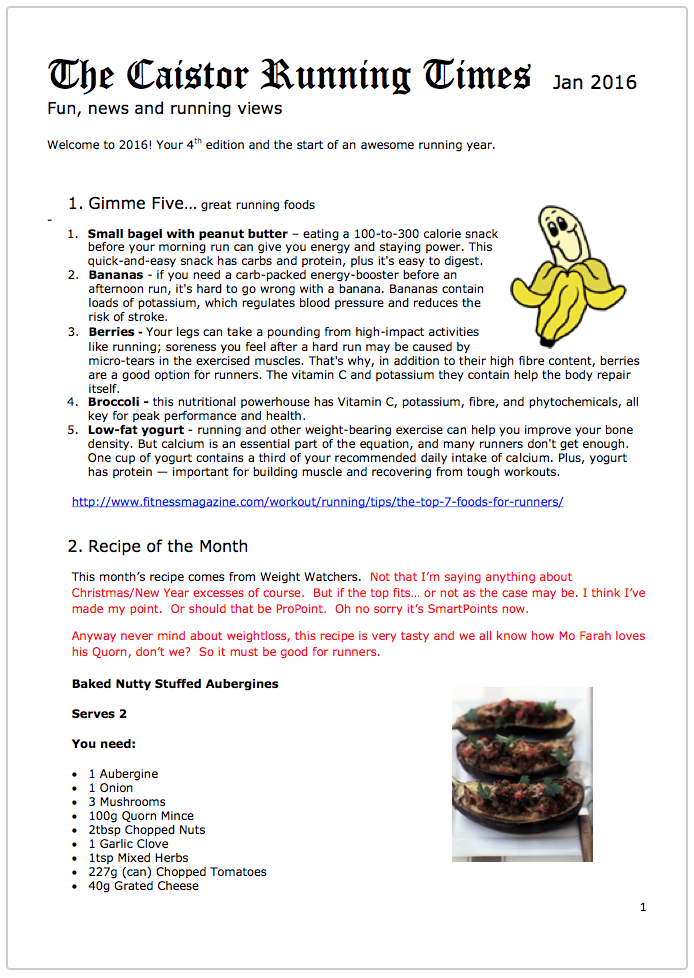 The Caistor Running Times Jan 2016
Fun, news and running views
Welcome to 2016! Your 4th edition and the start of an awesome running year.
1. Gimme Five… great running foods
-
1. Small bagel with peanut butter – eating a 100-to-300 calorie snack
before your morning run can give you energy and staying power. This
quick-and-easy snack has carbs and protein, plus it's easy to digest.
2. Bananas - if you need a carb-packed energy-booster before an
afternoon run, it's hard to go wrong with a banana. Bananas contain
loads of potassium, which regulates blood pressure and reduces the
risk of stroke.
3. Berries - Your legs can take a pounding from high-impact activities
like running; soreness you feel after a hard run may be caused by
micro-tears in the exercised muscles. That's why, in addition to their high fibre content, berries
are a good option for runners. The vitamin C and potassium they contain help the body repair
itself.
4. Broccoli - this nutritional powerhouse has Vitamin C, potassium, fibre, and phytochemicals, all
key for peak performance and health.
5. Low-fat yogurt - running and other weight-bearing exercise can help you improve your bone
density. But calcium is an essential part of the equation, and many runners don't get enough.
One cup of yogurt contains a third of your recommended daily intake of calcium. Plus, yogurt
has protein — important for building muscle and recovering from tough workouts.
http://www.fitnessmagazine.com/workout/running/tips/the-top-7-foods-for-runners/
2. Recipe of the Month
This month's recipe comes from Weight Watchers. Not that I'm saying anything about
Christmas/New Year excesses of course. But if the top fits… or not as the case may be. I think I've
made my point. Or should that be ProPoint. Oh no sorry it's SmartPoints now.
Anyway never mind about weightloss, this recipe is very tasty and we all know how Mo Farah loves
his Quorn, don't we? So it must be good for runners.
Baked Nutty Stuffed Aubergines
Serves 2
You need:
• 1 Aubergine
• 1 Onion
• 3 Mushrooms
• 100g Quorn Mince
• 2tbsp Chopped Nuts
• 1 Garlic Clove
• 1tsp Mixed Herbs
• 227g (can) Chopped Tomatoes
• 40g Grated Cheese
1